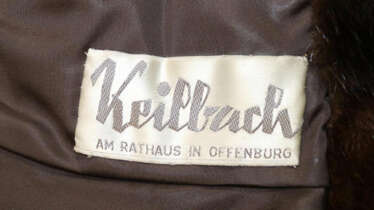 Keilbach
AM RATHAUS IN OFFENBURG